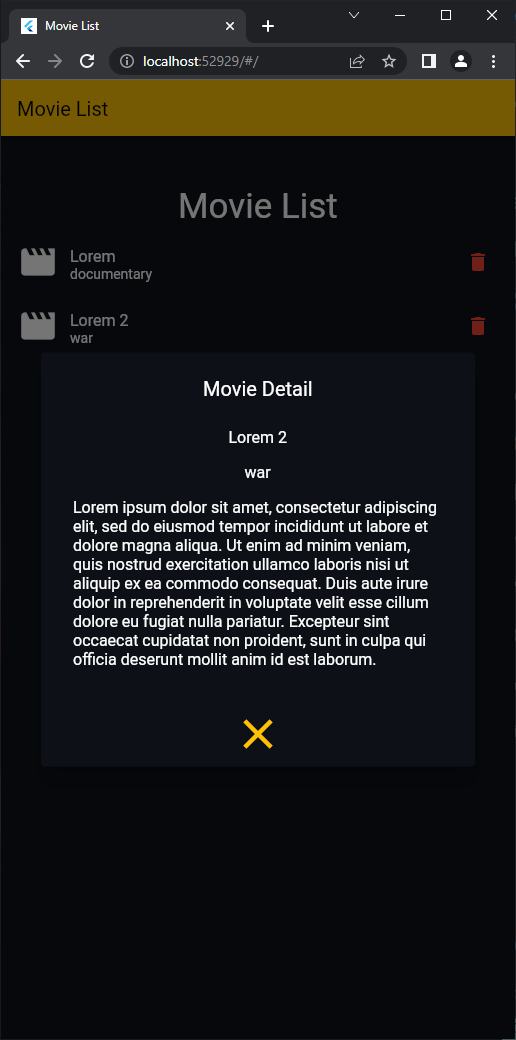 Movie List
localhost:52929/#/
Movie List
Movie List
Lorem
documentary
Lorem 2
war
Movie Detail
Lorem 2
war
Lorem ipsum dolor sit amet, consectetur adipiscing
elit, sed do eiusmod tempor incididunt ut labore et
dolore magna aliqua. Ut enim ad minim veniam,
quis nostrud exercitation ullamco laboris nisi ut
aliquip ex ea commodo consequat. Duis aute irure
dolor in reprehenderit in voluptate velit esse cillum
dolore eu fugiat nulla pariatur. Excepteur sint
occaecat cupidatat non proident, sunt in culpa qui
officia deserunt mollit anim id est laborum.